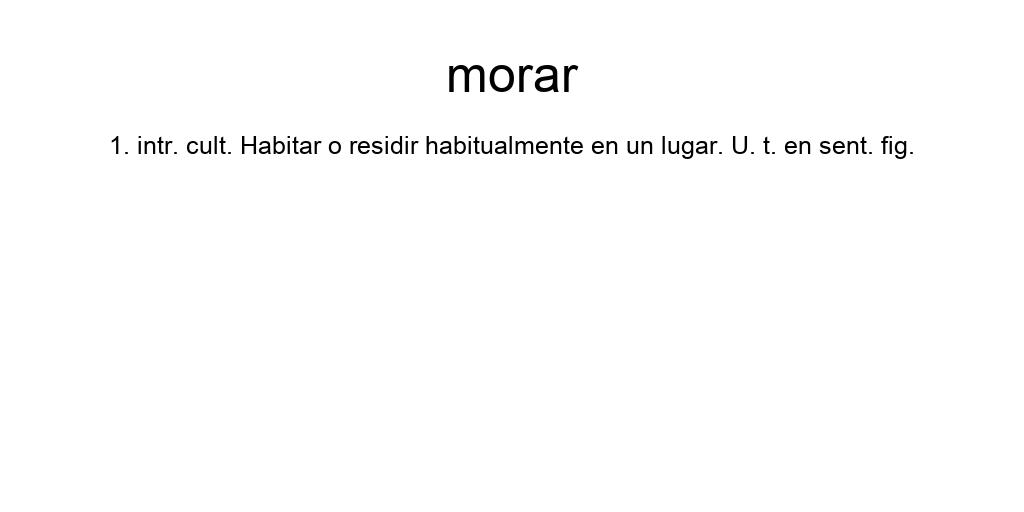 morar
1. intr. cult. Habitar o residir habitualmente en un lugar. U. t. en sent. fig.